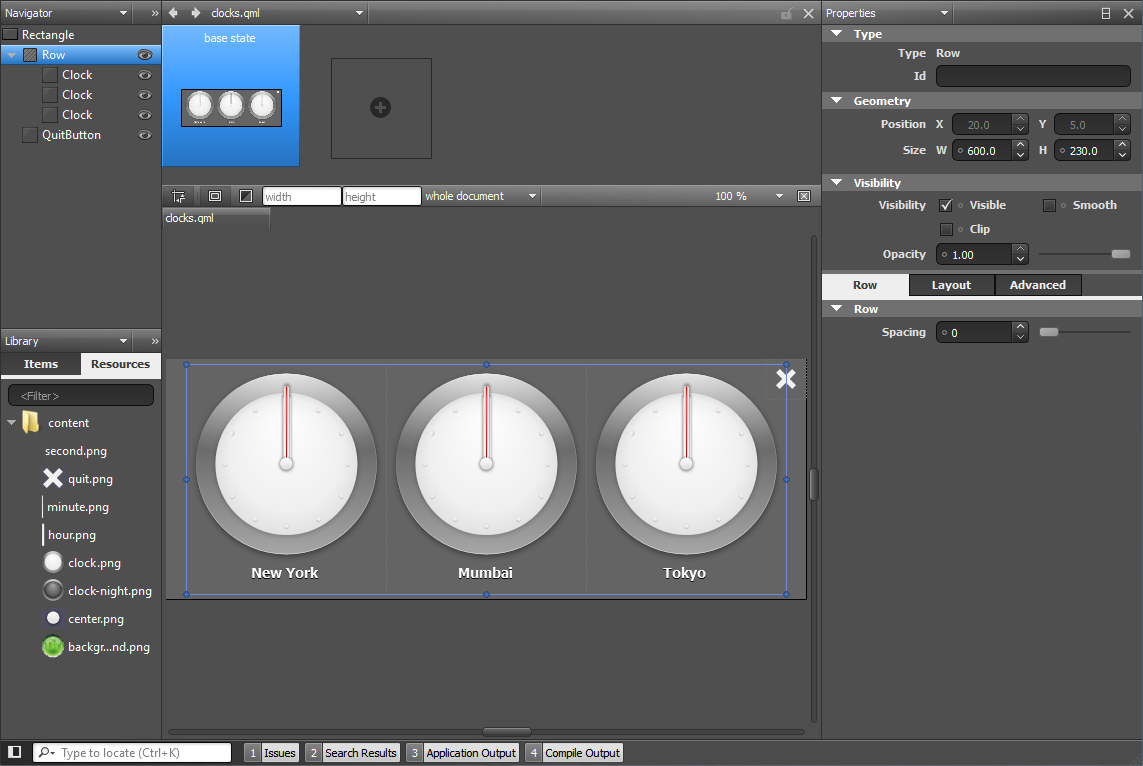 Navigator
»
Rectangle
Row
Clock
Clock
Clock
QuitButton
clocks.qml
base state
width
height
whole document
100 %
clocks.qml
New York
Mumbai
Tokyo
Library
»
Items
Resources
<Filter>
content
second.png
quit.png
minute.png
hour.png
clock.png
clock-night.png
center.png
backgr...nd.png
Properties
Type
Type Row
Id
Geometry
Position X 20.0 Y 5.0
Size W 600.0 H 230.0
Visibility
Visibility Visible Smooth
Clip
Opacity 1.00
Row Layout Advanced
Row
Spacing 0
Type to locate (Ctrl+K)
1 Issues
2 Search Results
3 Application Output
4 Compile Output